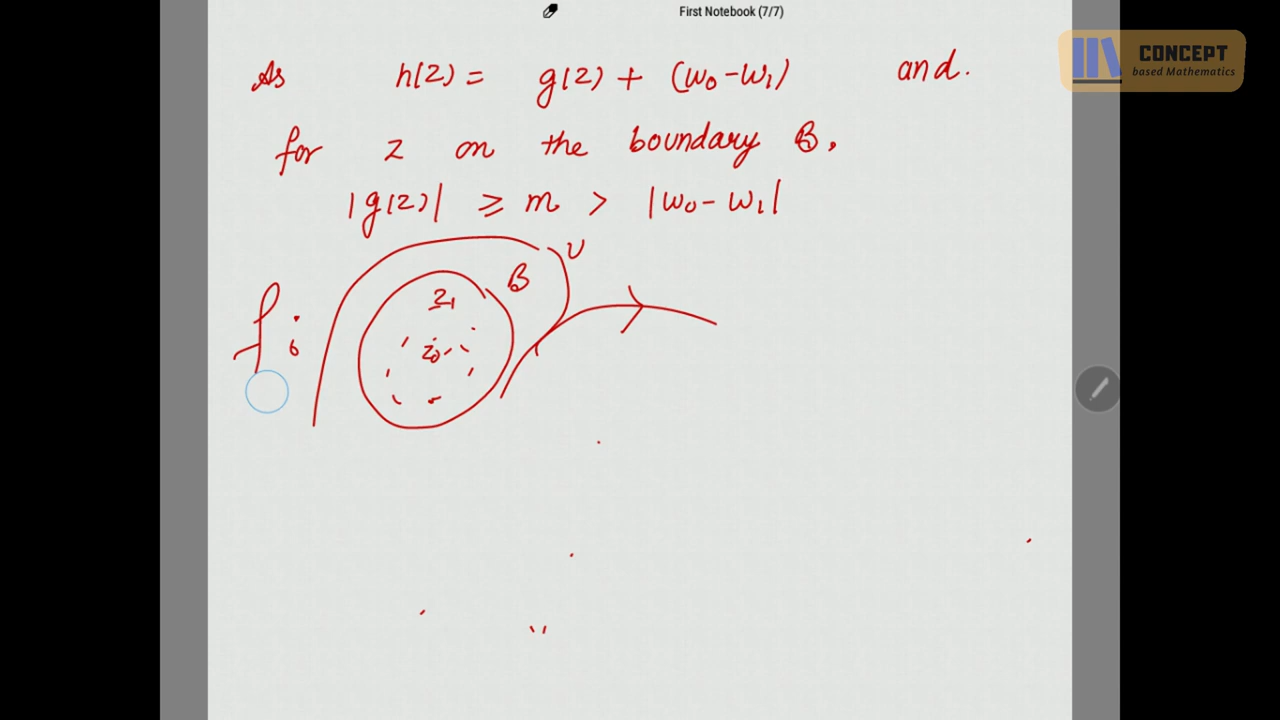 First Notebook (7/7)
CONCEPT
based Mathematics
As h(z) = g(z) + (w₀-w₁) and.
for z on the boundary B,
|g(z)| ≥ m > |w₀-w₁|
U
B
z₁
f:
z₀